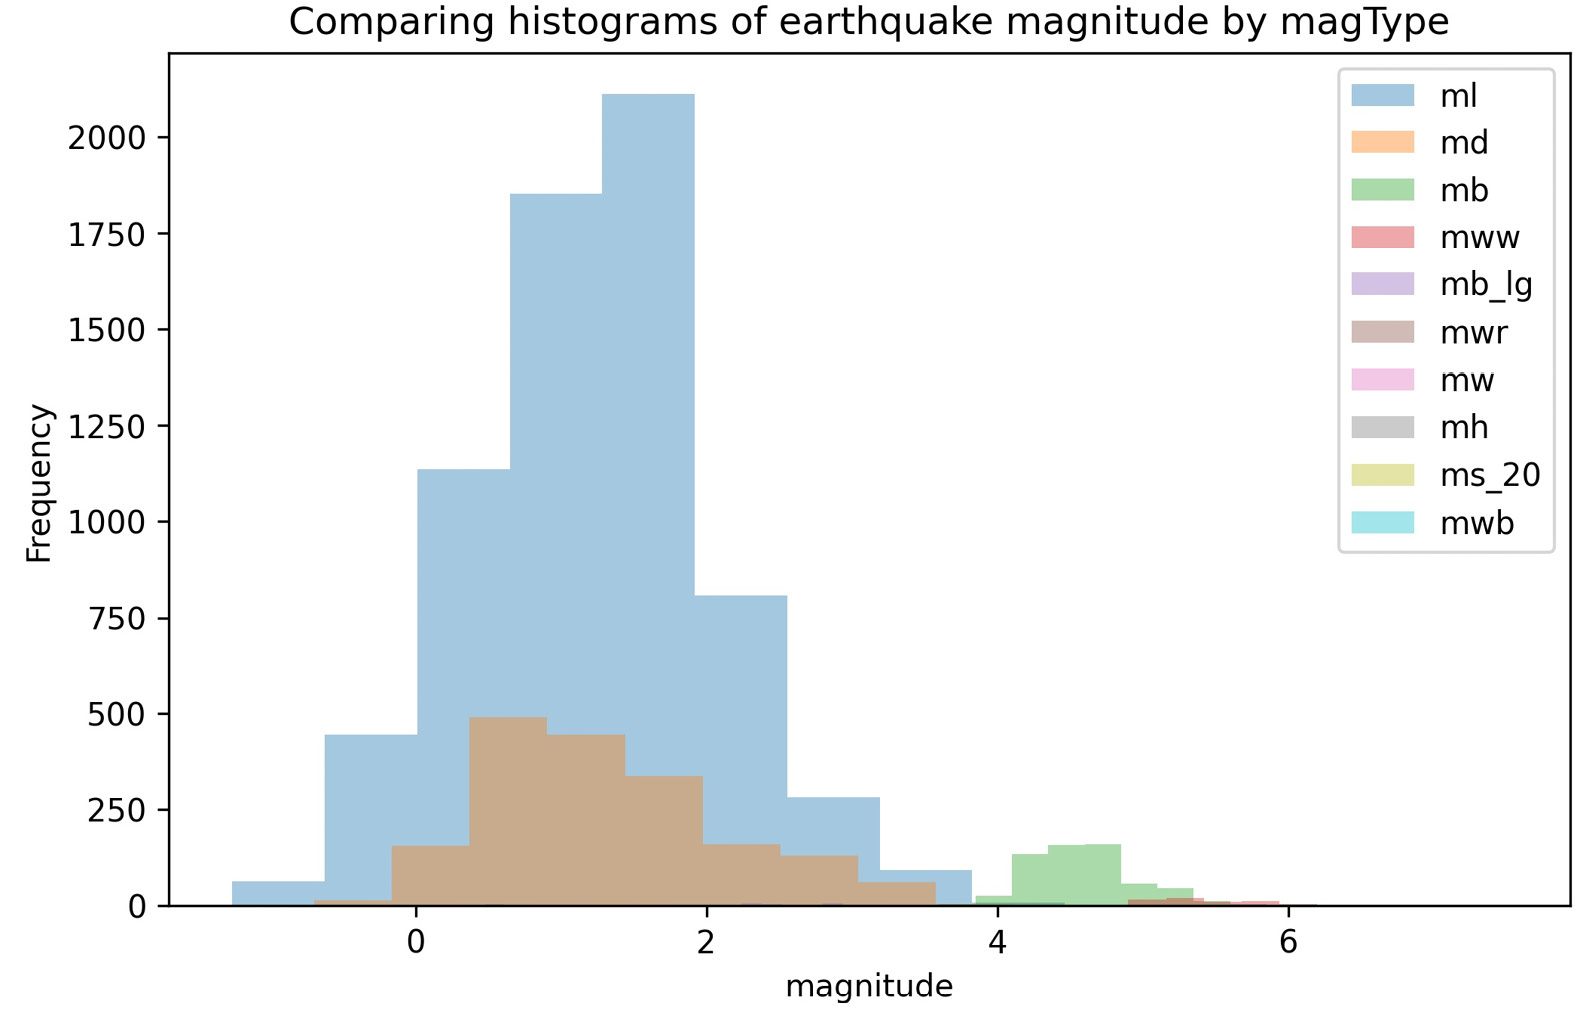 Comparing histograms of earthquake magnitude by magType
2000
1750
1500
1250
1000
750
500
250
0
Frequency
0 2 4 6
magnitude
ml
md
mb
mww
mb_lg
mwr
mw
mh
ms_20
mwb